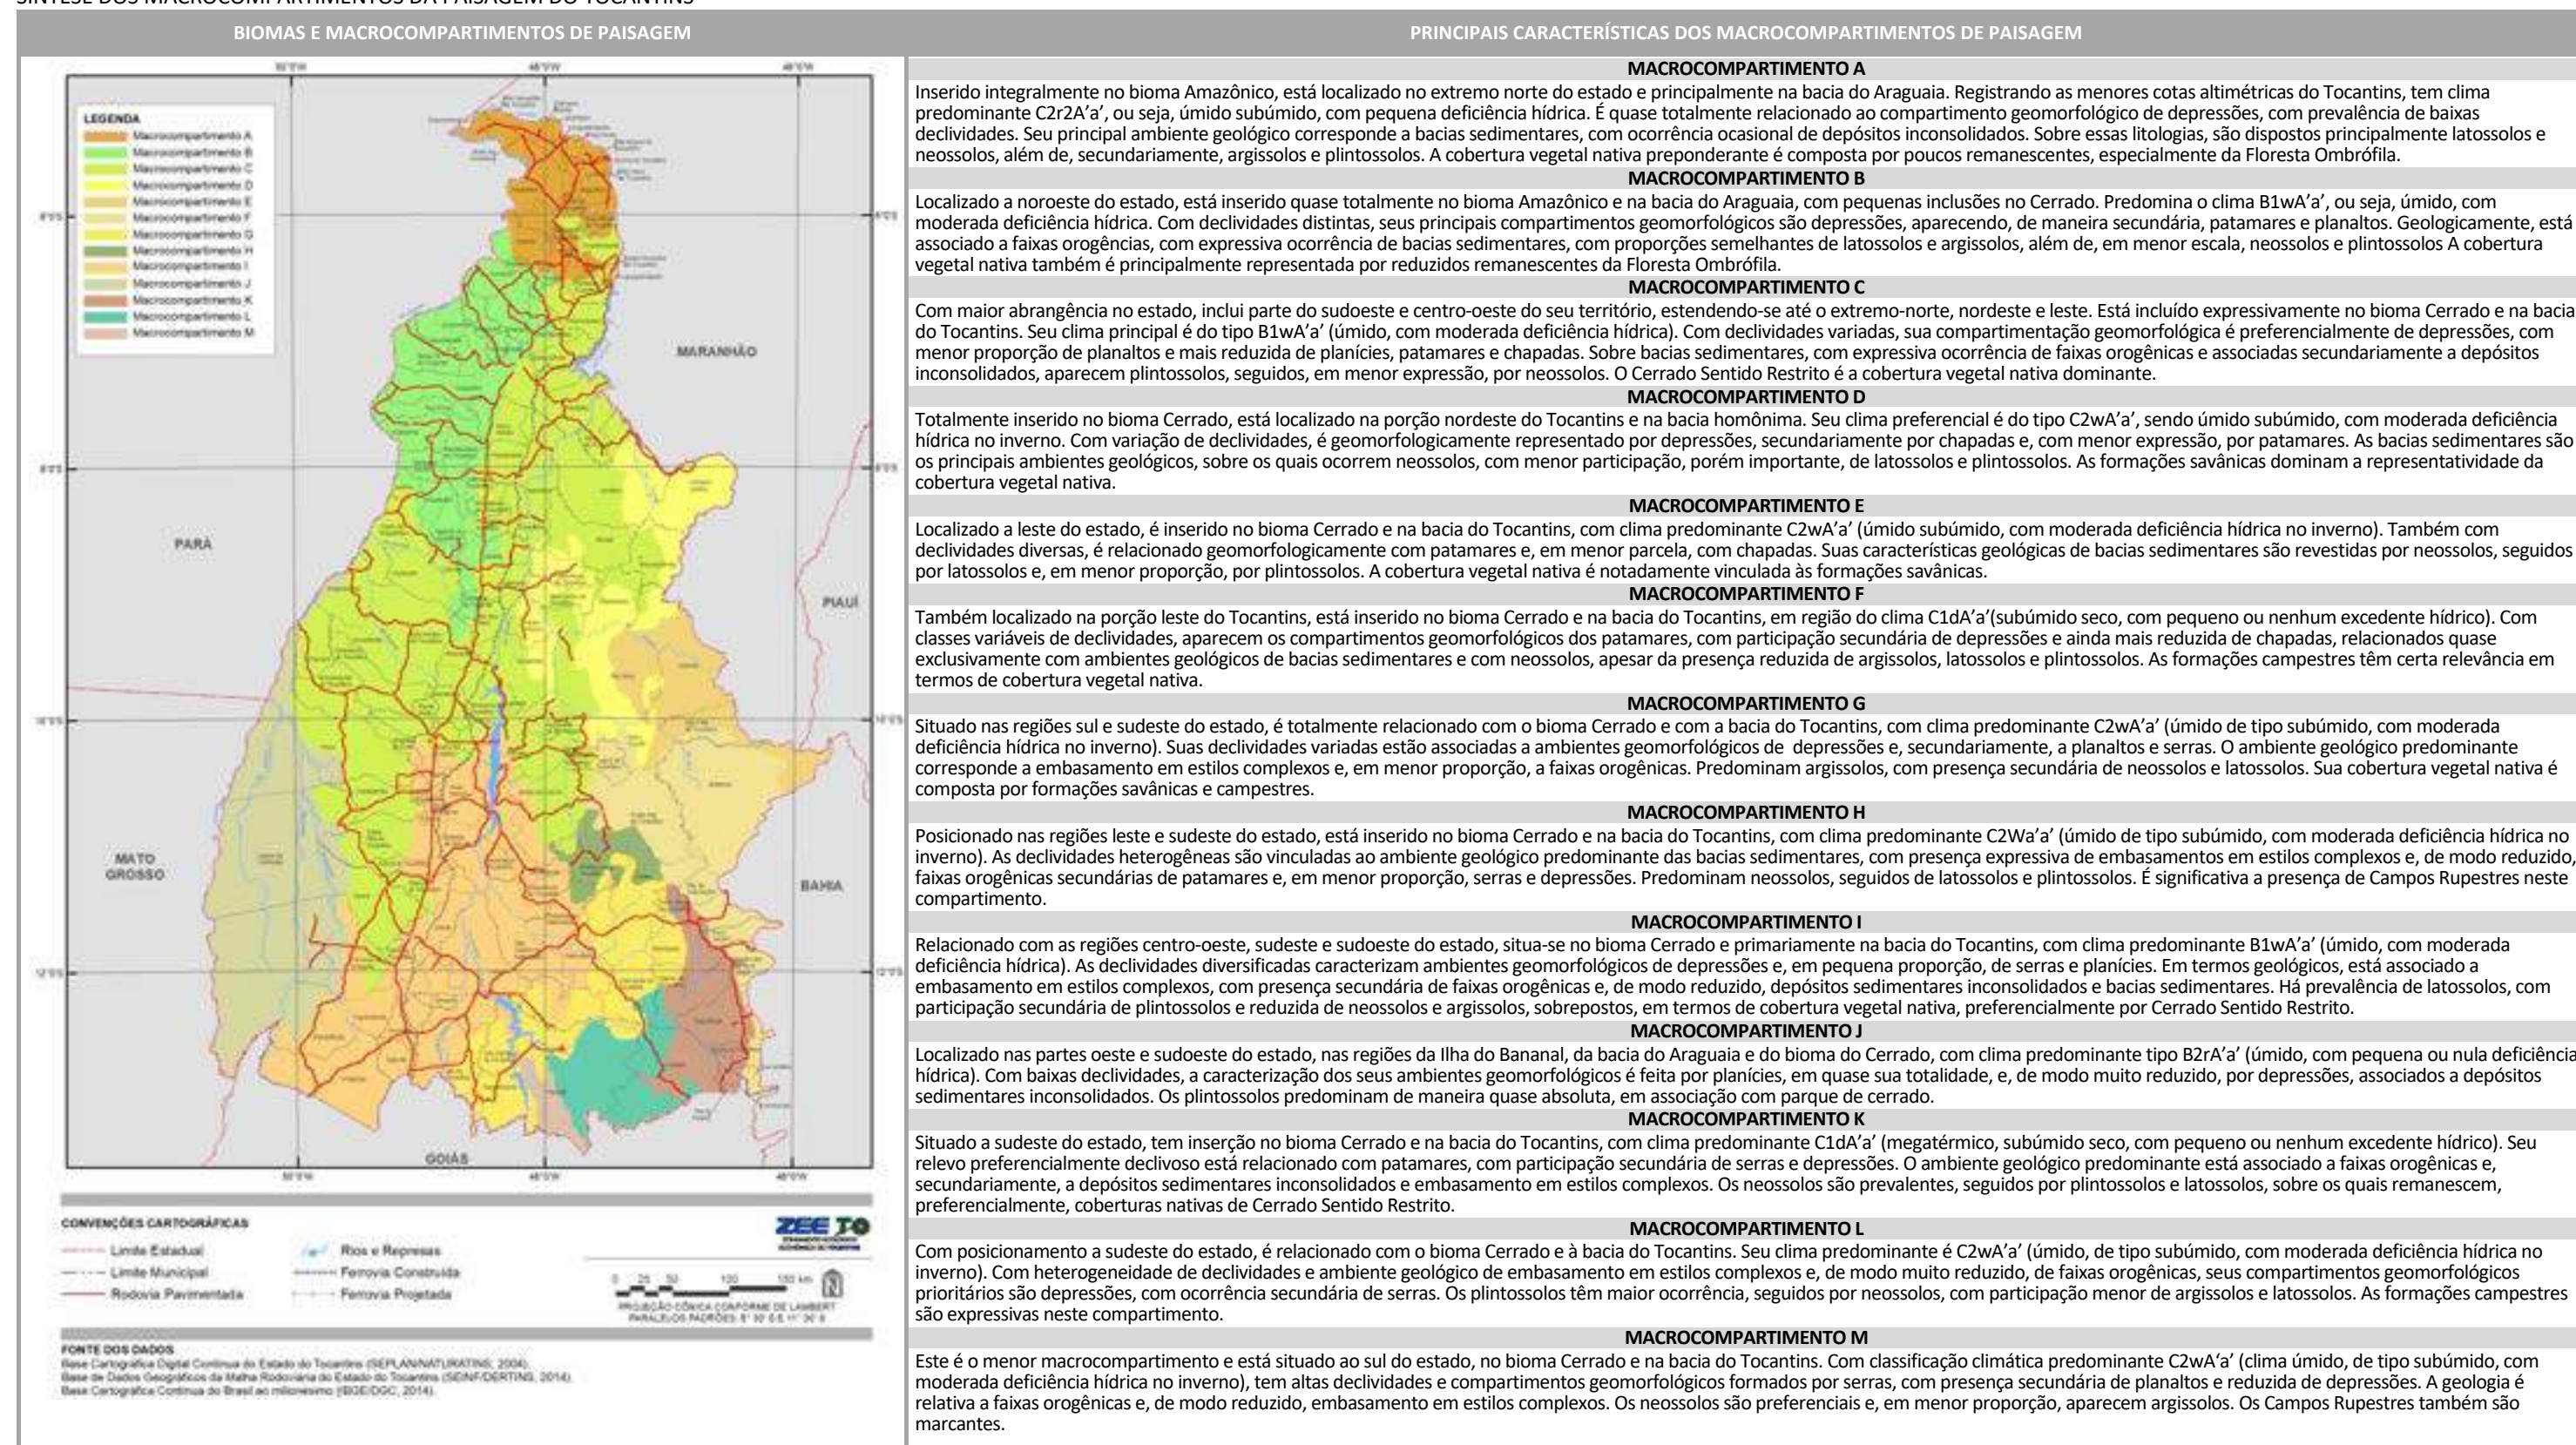 SÍNTESE DOS MACROCOMPARTIMENTOS DA PAISAGEM DO TOCANTINS
BIOMAS E MACROCOMPARTIMENTOS DE PAISAGEM
LEGENDA
Macrocompartimento A
Macrocompartimento B
Macrocompartimento C
Macrocompartimento D
Macrocompartimento E
Macrocompartimento F
Macrocompartimento G
Macrocompartimento H
Macrocompartimento I
Macrocompartimento J
Macrocompartimento K
Macrocompartimento L
Macrocompartimento M
MARANHÃO
PARÁ
PIAUÍ
MATO
GROSSO
BAHIA
GOIÁS
CONVENÇÕES CARTOGRÁFICAS
Limite Estadual
Limite Municipal
Rodovia Pavimentada
Rios e Represas
Ferrovia Construída
Ferrovia Projetada
ZEE TO
0 25 50 100 150 km
PROJEÇÃO CÔNICA CONFORME DE LAMBERT
FONTE DOS DADOS
Base Cartográfica Digital Contínua do Estado do Tocantins (SEPLAN/NATURATINS, 2004).
Base de Dados Geográficos da Malha Rodoviária do Estado do Tocantins (SEINF/DERTINS, 2014).
Base Cartográfica Contínua do Brasil ao milionésimo (IBGE/DGC, 2014).
PRINCIPAIS CARACTERÍSTICAS DOS MACROCOMPARTIMENTOS DE PAISAGEM
MACROCOMPARTIMENTO A
Inserido integralmente no bioma Amazônico, está localizado no extremo norte do estado e principalmente na bacia do Araguaia. Registrando as menores cotas altimétricas do Tocantins, tem clima
predominante C2r2A’a’, ou seja, úmido subúmido, com pequena deficiência hídrica. É quase totalmente relacionado ao compartimento geomorfológico de depressões, com prevalência de baixas
declividades. Seu principal ambiente geológico corresponde a bacias sedimentares, com ocorrência ocasional de depósitos inconsolidados. Sobre essas litologias, são dispostos principalmente latossolos e
neossolos, além de, secundariamente, argissolos e plintossolos. A cobertura vegetal nativa preponderante é composta por poucos remanescentes, especialmente da Floresta Ombrófila.
MACROCOMPARTIMENTO B
Localizado a noroeste do estado, está inserido quase totalmente no bioma Amazônico e na bacia do Araguaia, com pequenas inclusões no Cerrado. Predomina o clima B1wA’a’, ou seja, úmido, com
moderada deficiência hídrica. Com declividades distintas, seus principais compartimentos geomorfológicos são depressões, aparecendo, de maneira secundária, patamares e planaltos. Geologicamente, está
associado a faixas orogências, com expressiva ocorrência de bacias sedimentares, com proporções semelhantes de latossolos e argissolos, além de, em menor escala, neossolos e plintossolos A cobertura
vegetal nativa também é principalmente representada por reduzidos remanescentes da Floresta Ombrófila.
MACROCOMPARTIMENTO C
Com maior abrangência no estado, inclui parte do sudoeste e centro-oeste do seu território, estendendo-se até o extremo-norte, nordeste e leste. Está incluído expressivamente no bioma Cerrado e na bacia
do Tocantins. Seu clima principal é do tipo B1wA’a’ (úmido, com moderada deficiência hídrica). Com declividades variadas, sua compartimentação geomorfológica é preferencialmente de depressões, com
menor proporção de planaltos e mais reduzida de planícies, patamares e chapadas. Sobre bacias sedimentares, com expressiva ocorrência de faixas orogênicas e associadas secundariamente a depósitos
inconsolidados, aparecem plintossolos, seguidos, em menor expressão, por neossolos. O Cerrado Sentido Restrito é a cobertura vegetal nativa dominante.
MACROCOMPARTIMENTO D
Totalmente inserido no bioma Cerrado, está localizado na porção nordeste do Tocantins e na bacia homônima. Seu clima preferencial é do tipo C2wA’a’, sendo úmido subúmido, com moderada deficiência
hídrica no inverno. Com variação de declividades, é geomorfologicamente representado por depressões, secundariamente por chapadas e, com menor expressão, por patamares. As bacias sedimentares são
os principais ambientes geológicos, sobre os quais ocorrem neossolos, com menor participação, porém importante, de latossolos e plintossolos. As formações savânicas dominam a representatividade da
cobertura vegetal nativa.
MACROCOMPARTIMENTO E
Localizado a leste do estado, é inserido no bioma Cerrado e na bacia do Tocantins, com clima predominante C2wA’a’ (úmido subúmido, com moderada deficiência hídrica no inverno). Também com
declividades diversas, é relacionado geomorfologicamente com patamares e, em menor parcela, com chapadas. Suas características geológicas de bacias sedimentares são revestidas por neossolos, seguidos
por latossolos e, em menor proporção, por plintossolos. A cobertura vegetal nativa é notadamente vinculada às formações savânicas.
MACROCOMPARTIMENTO F
Também localizado na porção leste do Tocantins, está inserido no bioma Cerrado e na bacia do Tocantins, em região do clima C1dA’a’(subúmido seco, com pequeno ou nenhum excedente hídrico). Com
classes variáveis de declividades, aparecem os compartimentos geomorfológicos dos patamares, com participação secundária de depressões e ainda mais reduzida de chapadas, relacionados quase
exclusivamente com ambientes geológicos de bacias sedimentares e com neossolos, apesar da presença reduzida de argissolos, latossolos e plintossolos. As formações campestres têm certa relevância em
termos de cobertura vegetal nativa.
MACROCOMPARTIMENTO G
Situado nas regiões sul e sudeste do estado, é totalmente relacionado com o bioma Cerrado e com a bacia do Tocantins, com clima predominante C2wA’a’ (úmido de tipo subúmido, com moderada
deficiência hídrica no inverno). Suas declividades variadas estão associadas a ambientes geomorfológicos de depressões e, secundariamente, a planaltos e serras. O ambiente geológico predominante
corresponde a embasamento em estilos complexos e, em menor proporção, a faixas orogênicas. Predominam argissolos, com presença secundária de neossolos e latossolos. Sua cobertura vegetal nativa é
composta por formações savânicas e campestres.
MACROCOMPARTIMENTO H
Posicionado nas regiões leste e sudeste do estado, está inserido no bioma Cerrado e na bacia do Tocantins, com clima predominante C2Wa’a’ (úmido de tipo subúmido, com moderada deficiência hídrica no
inverno). As declividades heterogêneas são vinculadas ao ambiente geológico predominante das bacias sedimentares, com presença expressiva de embasamentos em estilos complexos e, de modo reduzido,
faixas orogênicas secundárias de patamares e, em menor proporção, serras e depressões. Predominam neossolos, seguidos de latossolos e plintossolos. É significativa a presença de Campos Rupestres neste
compartimento.
MACROCOMPARTIMENTO I
Relacionado com as regiões centro-oeste, sudeste e sudoeste do estado, situa-se no bioma Cerrado e primariamente na bacia do Tocantins, com clima predominante B1wA’a’ (úmido, com moderada
deficiência hídrica). As declividades diversificadas caracterizam ambientes geomorfológicos de depressões e, em pequena proporção, de serras e planícies. Em termos geológicos, está associado a
embasamento em estilos complexos, com presença secundária de faixas orogênicas e, de modo reduzido, depósitos sedimentares inconsolidados e bacias sedimentares. Há prevalência de latossolos, com
participação secundária de plintossolos e reduzida de neossolos e argissolos, sobrepostos, em termos de cobertura vegetal nativa, preferencialmente por Cerrado Sentido Restrito.
MACROCOMPARTIMENTO J
Localizado nas partes oeste e sudoeste do estado, nas regiões da Ilha do Bananal, da bacia do Araguaia e do bioma do Cerrado, com clima predominante tipo B2rA’a’ (úmido, com pequena ou nula deficiência
hídrica). Com baixas declividades, a caracterização dos seus ambientes geomorfológicos é feita por planícies, em quase sua totalidade, e, de modo muito reduzido, por depressões, associados a depósitos
sedimentares inconsolidados. Os plintossolos predominam de maneira quase absoluta, em associação com parque de cerrado.
MACROCOMPARTIMENTO K
Situado a sudeste do estado, tem inserção no bioma Cerrado e na bacia do Tocantins, com clima predominante C1dA’a’ (megatérmico, subúmido seco, com pequeno ou nenhum excedente hídrico). Seu
relevo preferencialmente declivoso está relacionado com patamares, com participação secundária de serras e depressões. O ambiente geológico predominante está associado a faixas orogênicas e,
secundariamente, a depósitos sedimentares inconsolidados e embasamento em estilos complexos. Os neossolos são prevalentes, seguidos por plintossolos e latossolos, sobre os quais remanescem,
preferencialmente, coberturas nativas de Cerrado Sentido Restrito.
MACROCOMPARTIMENTO L
Com posicionamento a sudeste do estado, é relacionado com o bioma Cerrado e à bacia do Tocantins. Seu clima predominante é C2wA’a’ (úmido, de tipo subúmido, com moderada deficiência hídrica no
inverno). Com heterogeneidade de declividades e ambiente geológico de embasamento em estilos complexos e, de modo muito reduzido, de faixas orogênicas, seus compartimentos geomorfológicos
prioritários são depressões, com ocorrência secundária de serras. Os plintossolos têm maior ocorrência, seguidos por neossolos, com participação menor de argissolos e latossolos. As formações campestres
são expressivas neste compartimento.
MACROCOMPARTIMENTO M
Este é o menor macrocompartimento e está situado ao sul do estado, no bioma Cerrado e na bacia do Tocantins. Com classificação climática predominante C2wA‘a’ (clima úmido, de tipo subúmido, com
moderada deficiência hídrica no inverno), tem altas declividades e compartimentos geomorfológicos formados por serras, com presença secundária de planaltos e reduzida de depressões. A geologia é
relativa a faixas orogênicas e, de modo reduzido, embasamento em estilos complexos. Os neossolos são preferenciais e, em menor proporção, aparecem argissolos. Os Campos Rupestres também são
marcantes.